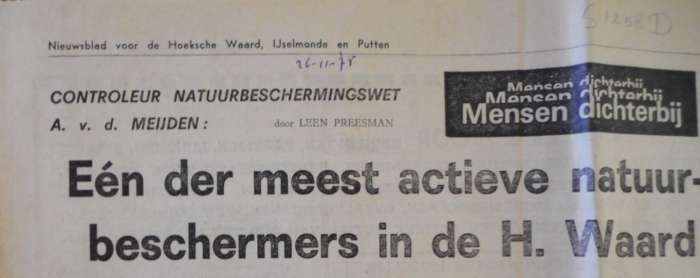 S 1258 D
Nieuwsblad voor de Hoeksche Waard, IJselmonde en Putten
26-11-75
CONTROLEUR NATUURBESCHERMINGSWET
A. v. d. MEIJDEN: door LEEN PREESMAN
Mensen dichterbij
Mensen dichterbij
Mensen dichterbij
Eén der meest actieve natuur-
beschermers in de H. Waard